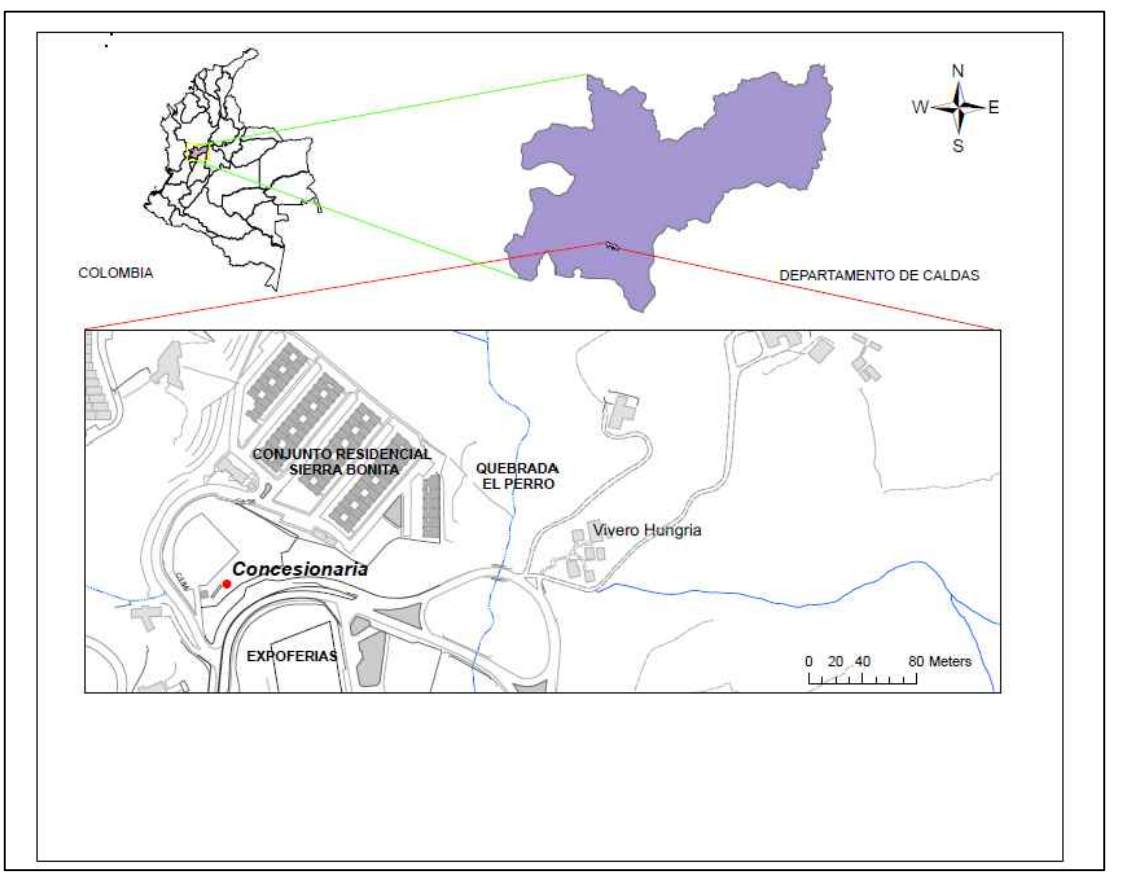 N
W E
S
COLOMBIA
DEPARTAMENTO DE CALDAS
CONJUNTO RESIDENCIAL
SIERRA BONITA
QUEBRADA
EL PERRO
Vivero Hungria
Concesionaria
EXPOFERIAS
0 20 40 80 Meters